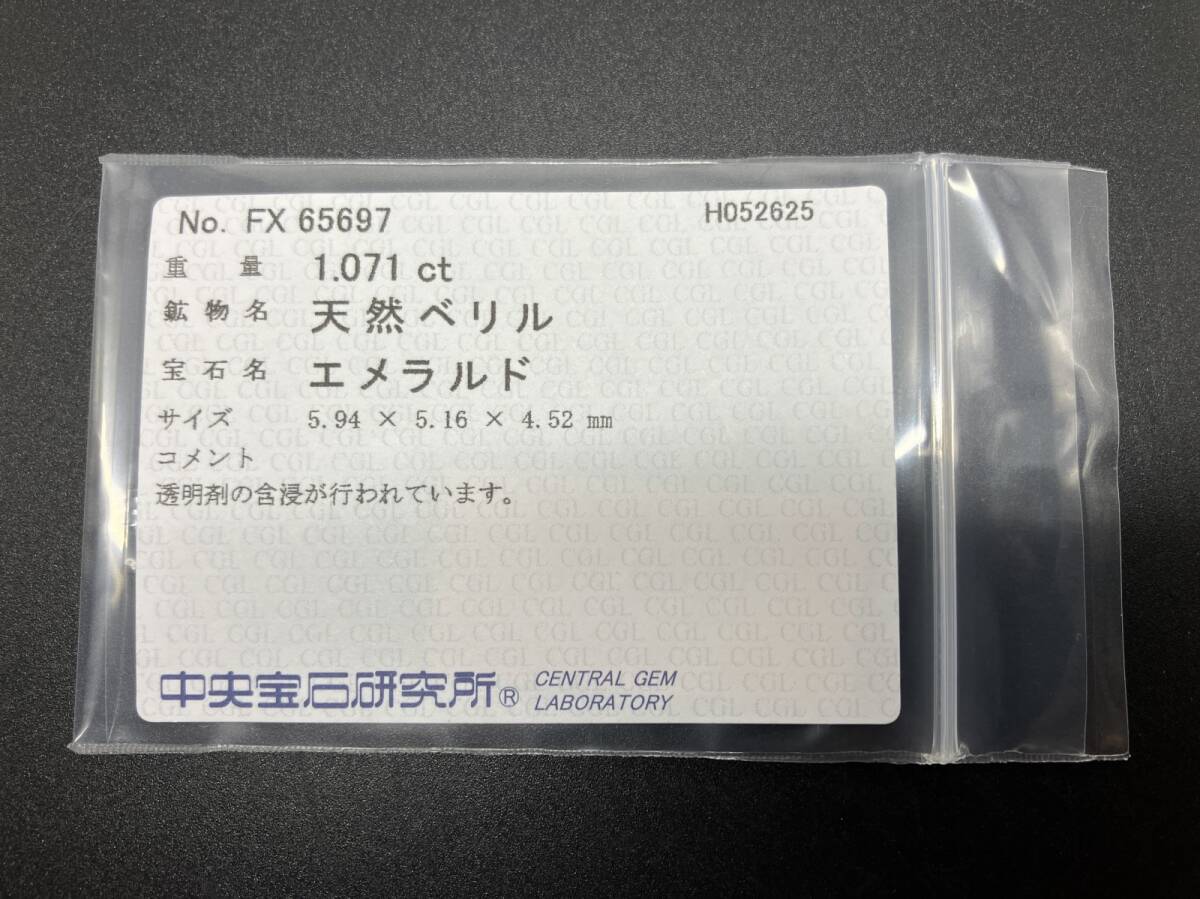 No. FX 65697 H052625
重量 1.071 ct
鉱物名 天然ベリル
宝石名 エメラルド
サイズ 5.94 × 5.16 × 4.52 mm
コメント
透明剤の含浸が行われています。
中央宝石研究所® CENTRAL GEM
LABORATORY